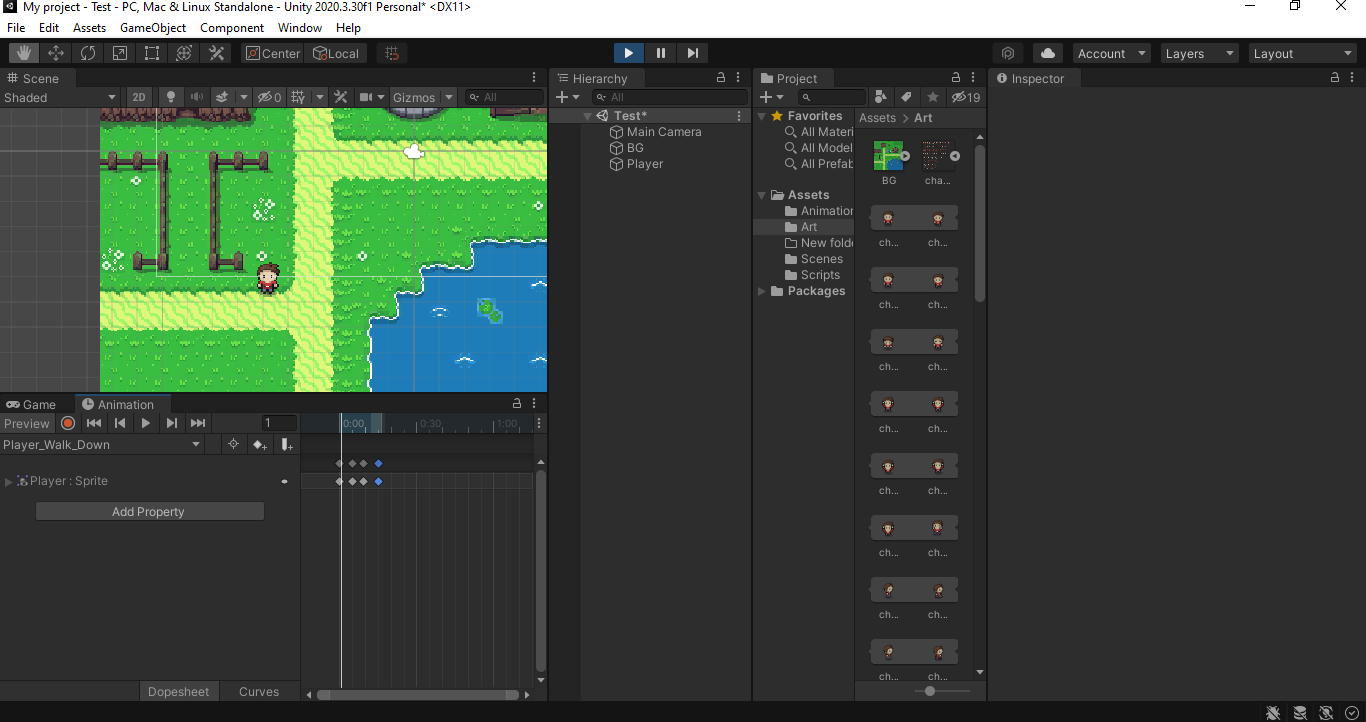 My project - Test - PC, Mac & Linux Standalone - Unity 2020.3.30f1 Personal* <DX11>
File Edit Assets GameObject Component Window Help
Center Local Account Layers Layout
Scene
Shaded 2D 0 Gizmos All
Game Animation
Preview 1 0:00 0:30 1:00
Player_Walk_Down
Player : Sprite
Add Property
Dopesheet Curves
Hierarchy
All
Test*
Main Camera
BG
Player
Project
19
Favorites
All Materi
All Model
All Prefab
Assets
Animation
Art
New folde
Scenes
Scripts
Packages
Assets > Art
BG cha...
ch... ch...
ch... ch...
ch... ch...
ch... ch...
ch... ch...
ch... ch...
ch... ch...
ch... ch...
Inspector